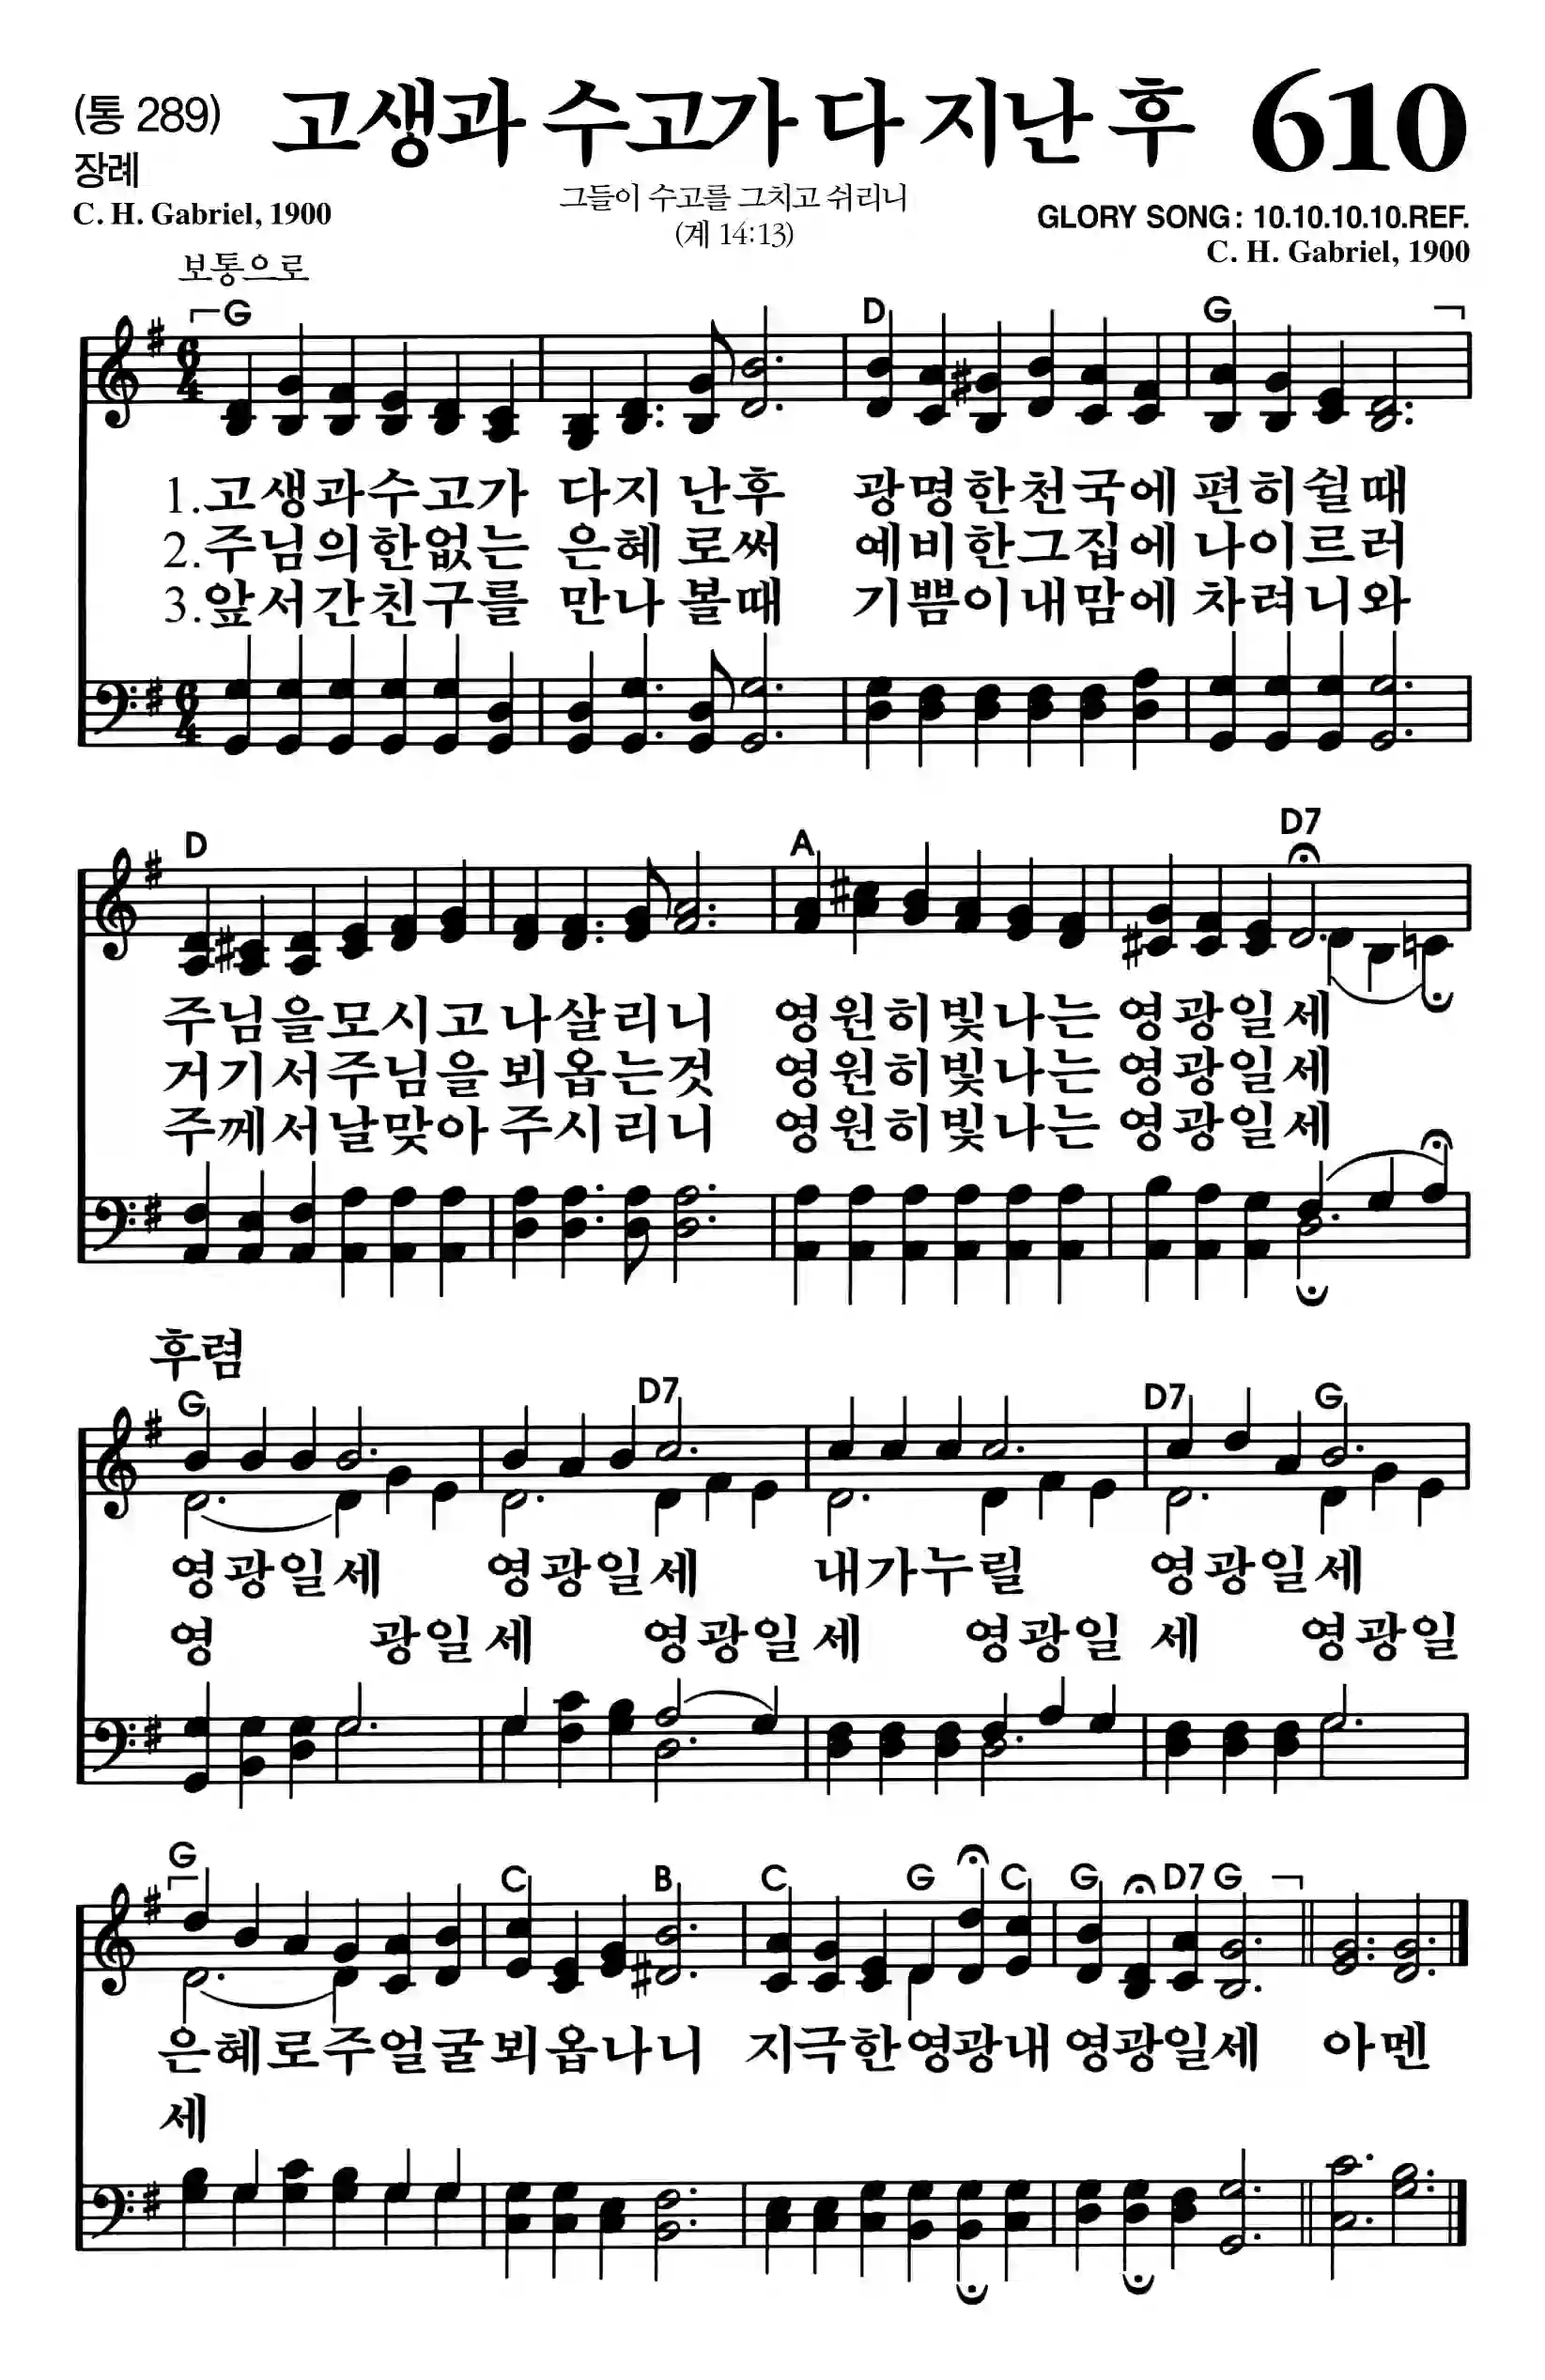 (통 289) 고생과 수고가 다 지난 후 610
장례
그들이 수고를 그치고 쉬리니
C. H. Gabriel, 1900
(계 14:13)
GLORY SONG: 10.10.10.10.REF.
C. H. Gabriel, 1900
보통으로
G D G
1.고생과수고가 다지 난후 광명한천국에 편히쉴때
2.주님의한없는 은혜 로써 예비한그집에 나이르러
3.앞서간친구를 만나 볼때 기쁨이내맘에 차려니와
D A D7
주님을모시고 나살리니 영원히빛나는 영광일세
거기서주님을 뵈옵는것 영원히빛나는 영광일세
주께서날맞아 주시리니 영원히빛나는 영광일세
후렴
G D7 D7 G
영광일세 영광일세 내가누릴 영광일세
영 광일세 영광일세 영광일 세 영광일
G C B C G C G D7 G
은혜로주얼굴 뵈옵나니 지극한영광내 영광일세 아멘
세